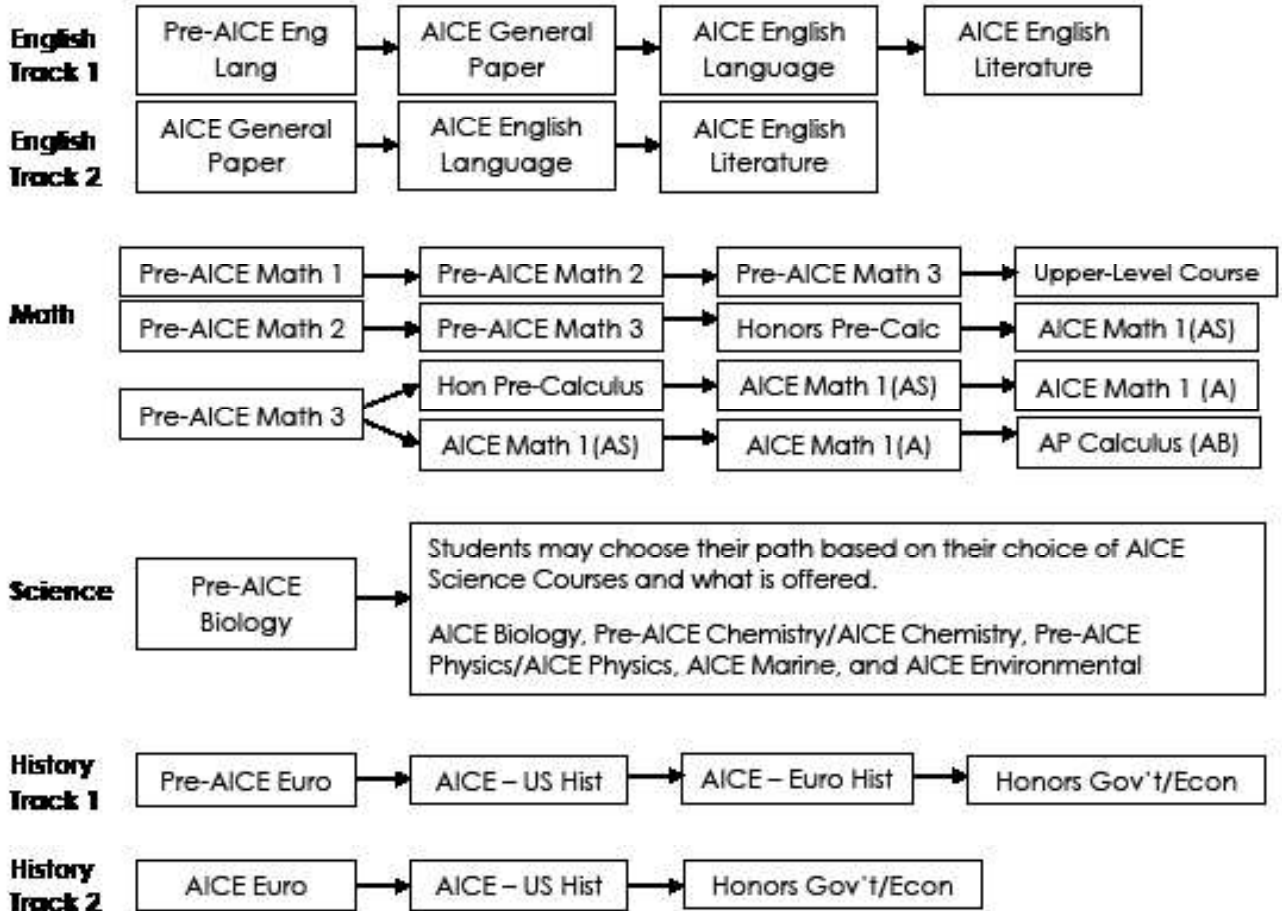 English
Track 1
Pre-AICE Eng
Lang
AICE General
Paper
AICE English
Language
AICE English
Literature
English
Track 2
AICE General
Paper
AICE English
Language
AICE English
Literature
Math
Pre-AICE Math 1
Pre-AICE Math 2
Pre-AICE Math 3
Upper-Level Course
Pre-AICE Math 2
Pre-AICE Math 3
Honors Pre-Calc
AICE Math 1(AS)
Pre-AICE Math 3
Hon Pre-Calculus
AICE Math 1(AS)
AICE Math 1 (A)
AICE Math 1(AS)
AICE Math 1(A)
AP Calculus (AB)
Science
Pre-AICE
Biology
Students may choose their path based on their choice of AICE
Science Courses and what is offered.
AICE Biology, Pre-AICE Chemistry/AICE Chemistry, Pre-AICE
Physics/AICE Physics, AICE Marine, and AICE Environmental
History
Track 1
Pre-AICE Euro
AICE – US Hist
AICE – Euro Hist
Honors Gov't/Econ
History
Track 2
AICE Euro
AICE – US Hist
Honors Gov't/Econ